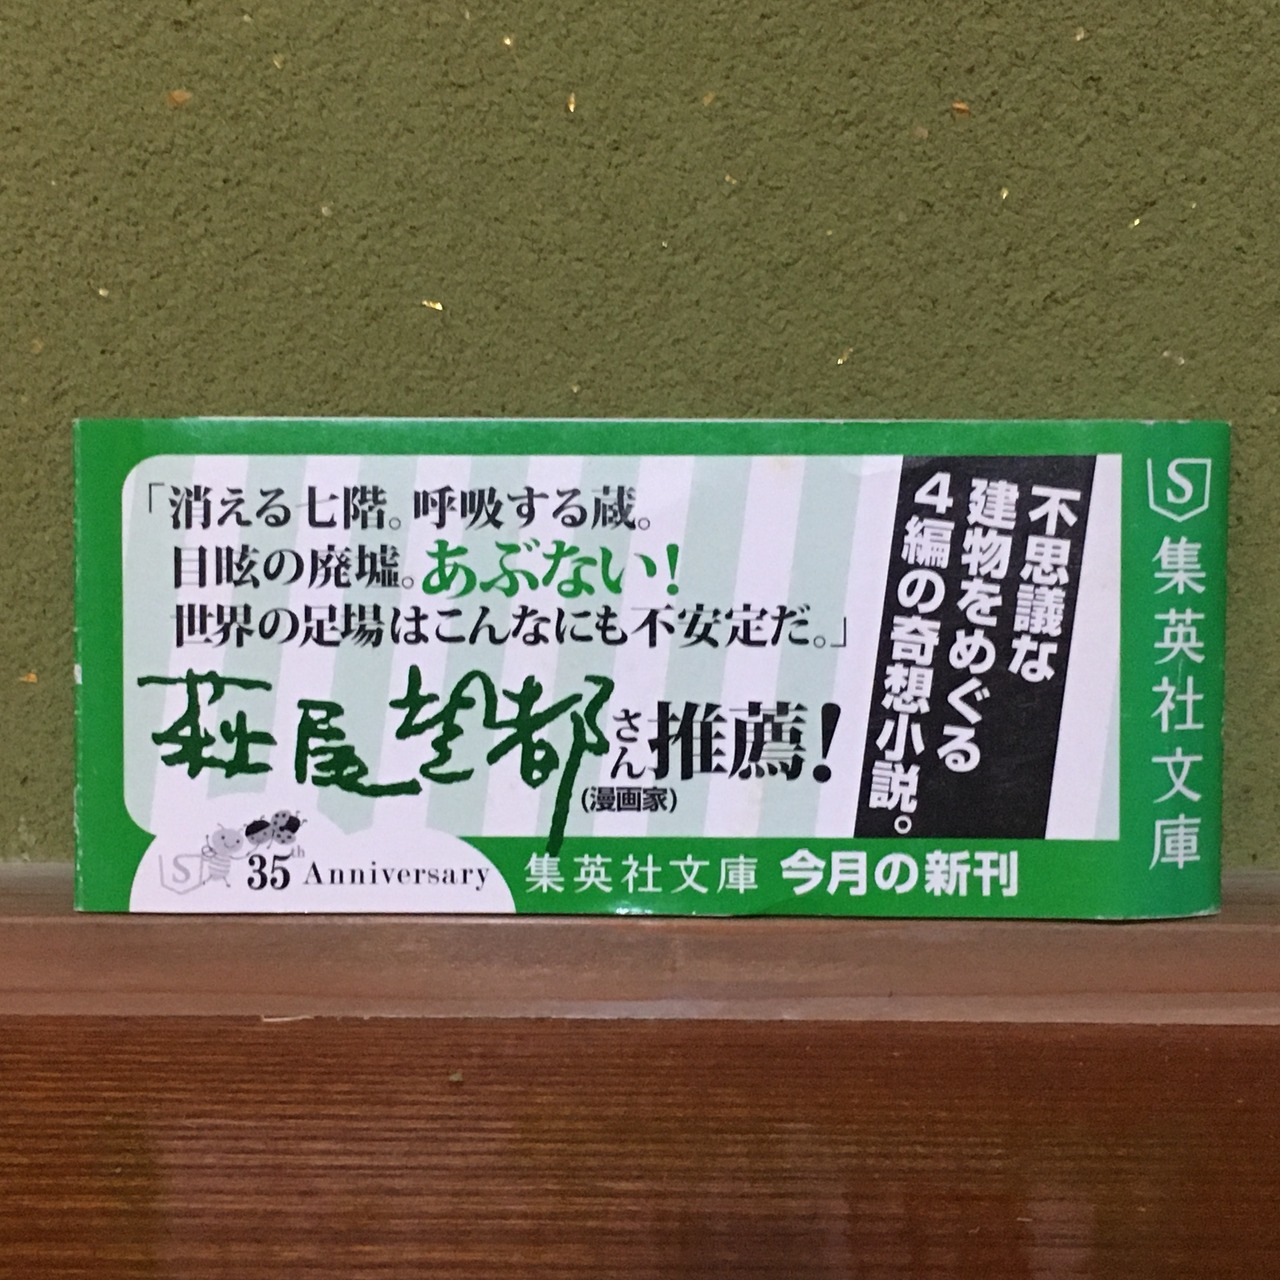 「消える七階。呼吸する蔵。
目眩の廃墟。あぶない!
世界の足場はこんなにも不安定だ。」
萩尾望都さん推薦!
(漫画家)
不思議な
建物をめぐる
4編の奇想小説。
S
集英社文庫
S
35th Anniversary
集英社文庫 今月の新刊